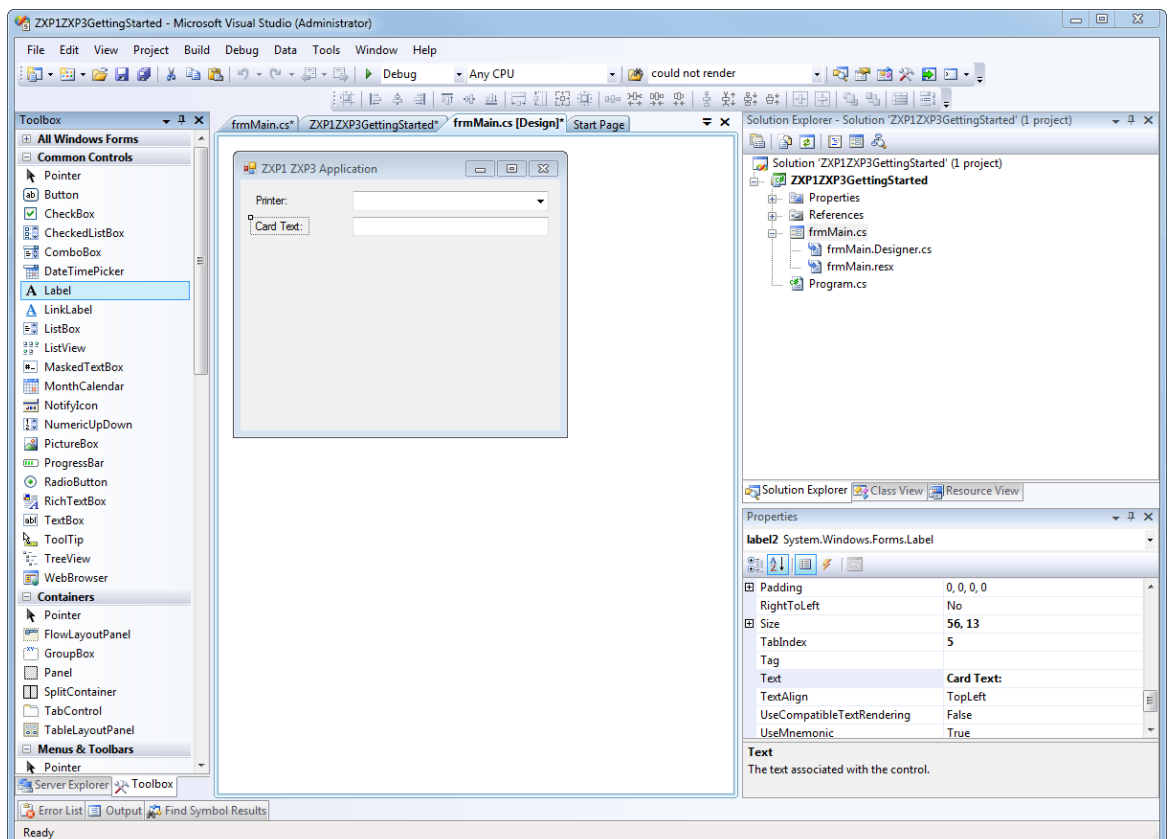 ZXP1ZXP3GettingStarted - Microsoft Visual Studio (Administrator)
File Edit View Project Build Debug Data Tools Window Help
Debug Any CPU could not render
Toolbox
All Windows Forms
Common Controls
Pointer
Button
CheckBox
CheckedListBox
ComboBox
DateTimePicker
Label
LinkLabel
ListBox
ListView
MaskedTextBox
MonthCalendar
NotifyIcon
NumericUpDown
PictureBox
ProgressBar
RadioButton
RichTextBox
TextBox
ToolTip
TreeView
WebBrowser
Containers
Pointer
FlowLayoutPanel
GroupBox
Panel
SplitContainer
TabControl
TableLayoutPanel
Menus & Toolbars
Pointer
Server Explorer Toolbox
frmMain.cs* ZXP1ZXP3GettingStarted* frmMain.cs [Design]* Start Page
ZXP1 ZXP3 Application
Printer:
Card Text:
Solution Explorer - Solution 'ZXP1ZXP3GettingStarted' (1 project)
Solution 'ZXP1ZXP3GettingStarted' (1 project)
ZXP1ZXP3GettingStarted
Properties
References
frmMain.cs
frmMain.Designer.cs
frmMain.resx
Program.cs
Solution Explorer Class View Resource View
Properties
label2 System.Windows.Forms.Label
Padding 0, 0, 0, 0
RightToLeft No
Size 56, 13
TabIndex 5
Tag
Text Card Text:
TextAlign TopLeft
UseCompatibleTextRendering False
UseMnemonic True
Text
The text associated with the control.
Error List Output Find Symbol Results
Ready